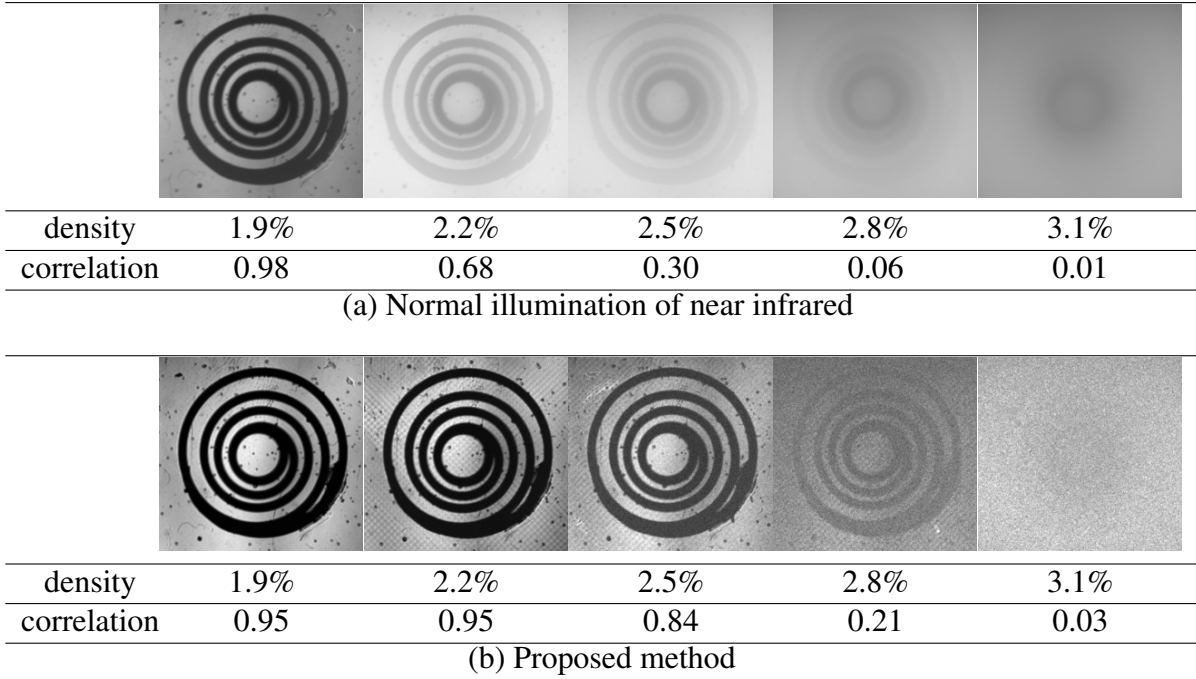 density 1.9% 2.2% 2.5% 2.8% 3.1%
correlation 0.98 0.68 0.30 0.06 0.01
(a) Normal illumination of near infrared
density 1.9% 2.2% 2.5% 2.8% 3.1%
correlation 0.95 0.95 0.84 0.21 0.03
(b) Proposed method